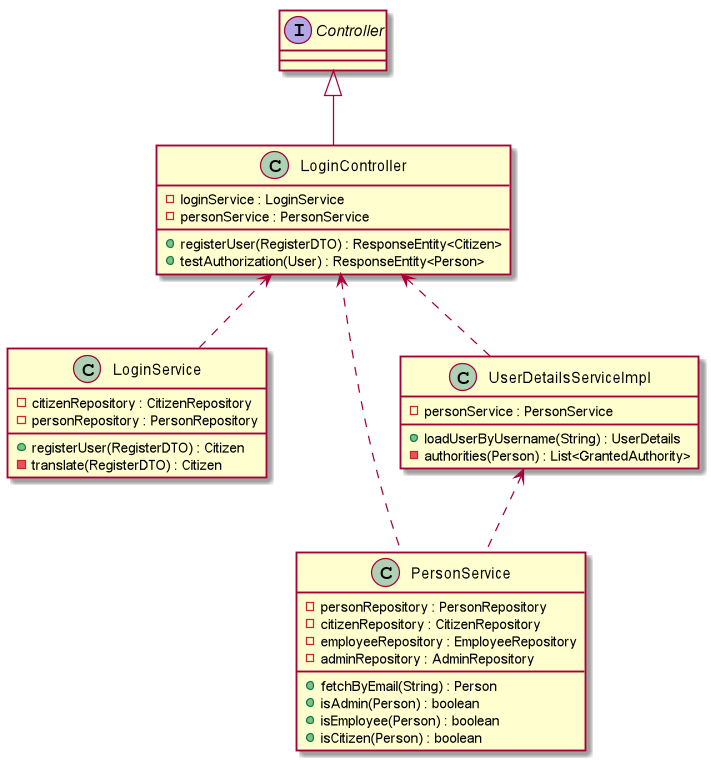 I Controller
C LoginController
loginService : LoginService
personService : PersonService
registerUser(RegisterDTO) : ResponseEntity<Citizen>
testAuthorization(User) : ResponseEntity<Person>
C LoginService
citizenRepository : CitizenRepository
personRepository : PersonRepository
registerUser(RegisterDTO) : Citizen
translate(RegisterDTO) : Citizen
C UserDetailsServiceImpl
personService : PersonService
loadUserByUsername(String) : UserDetails
authorities(Person) : List<GrantedAuthority>
C PersonService
personRepository : PersonRepository
citizenRepository : CitizenRepository
employeeRepository : EmployeeRepository
adminRepository : AdminRepository
fetchByEmail(String) : Person
isAdmin(Person) : boolean
isEmployee(Person) : boolean
isCitizen(Person) : boolean